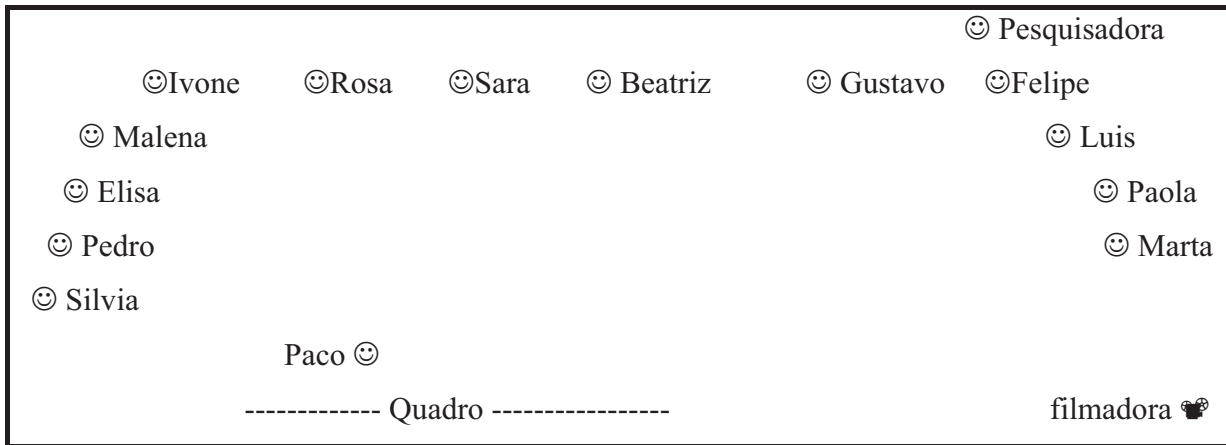 ☺ Pesquisadora
☺Ivone ☺Rosa ☺Sara ☺ Beatriz ☺ Gustavo ☺Felipe
☺ Malena ☺ Luis
☺ Elisa ☺ Paola
☺ Pedro ☺ Marta
☺ Silvia
Paco ☺
------------- Quadro -----------------  filmadora 📽